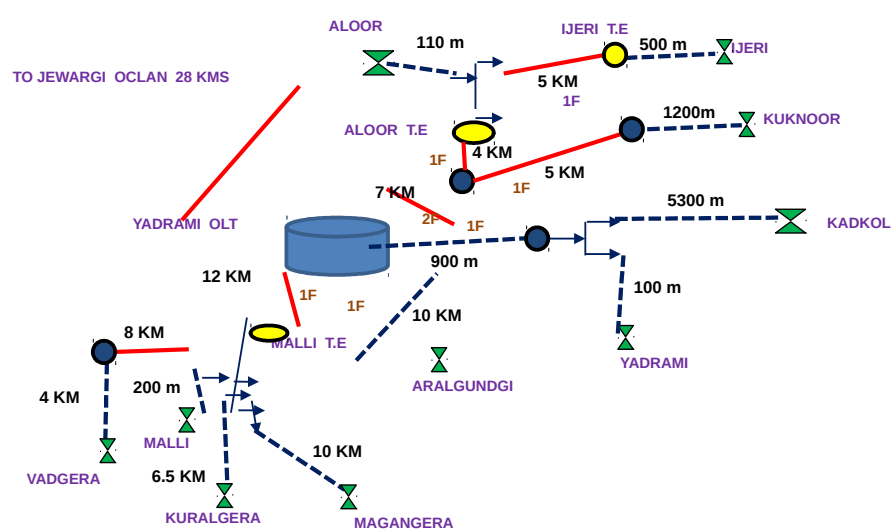 ALOOR
IJERI T.E
110 m
500 m
IJERI
TO JEWARGI OCLAN 28 KMS
5 KM
1F
1200m
KUKNOOR
ALOOR T.E
4 KM
1F
5 KM
1F
7 KM
5300 m
YADRAMI OLT
2F
1F
KADKOL
900 m
12 KM
100 m
1F
1F
10 KM
8 KM
MALLI T.E
YADRAMI
200 m
ARALGUNDGI
4 KM
MALLI
10 KM
VADGERA
6.5 KM
KURALGERA
MAGANGERA